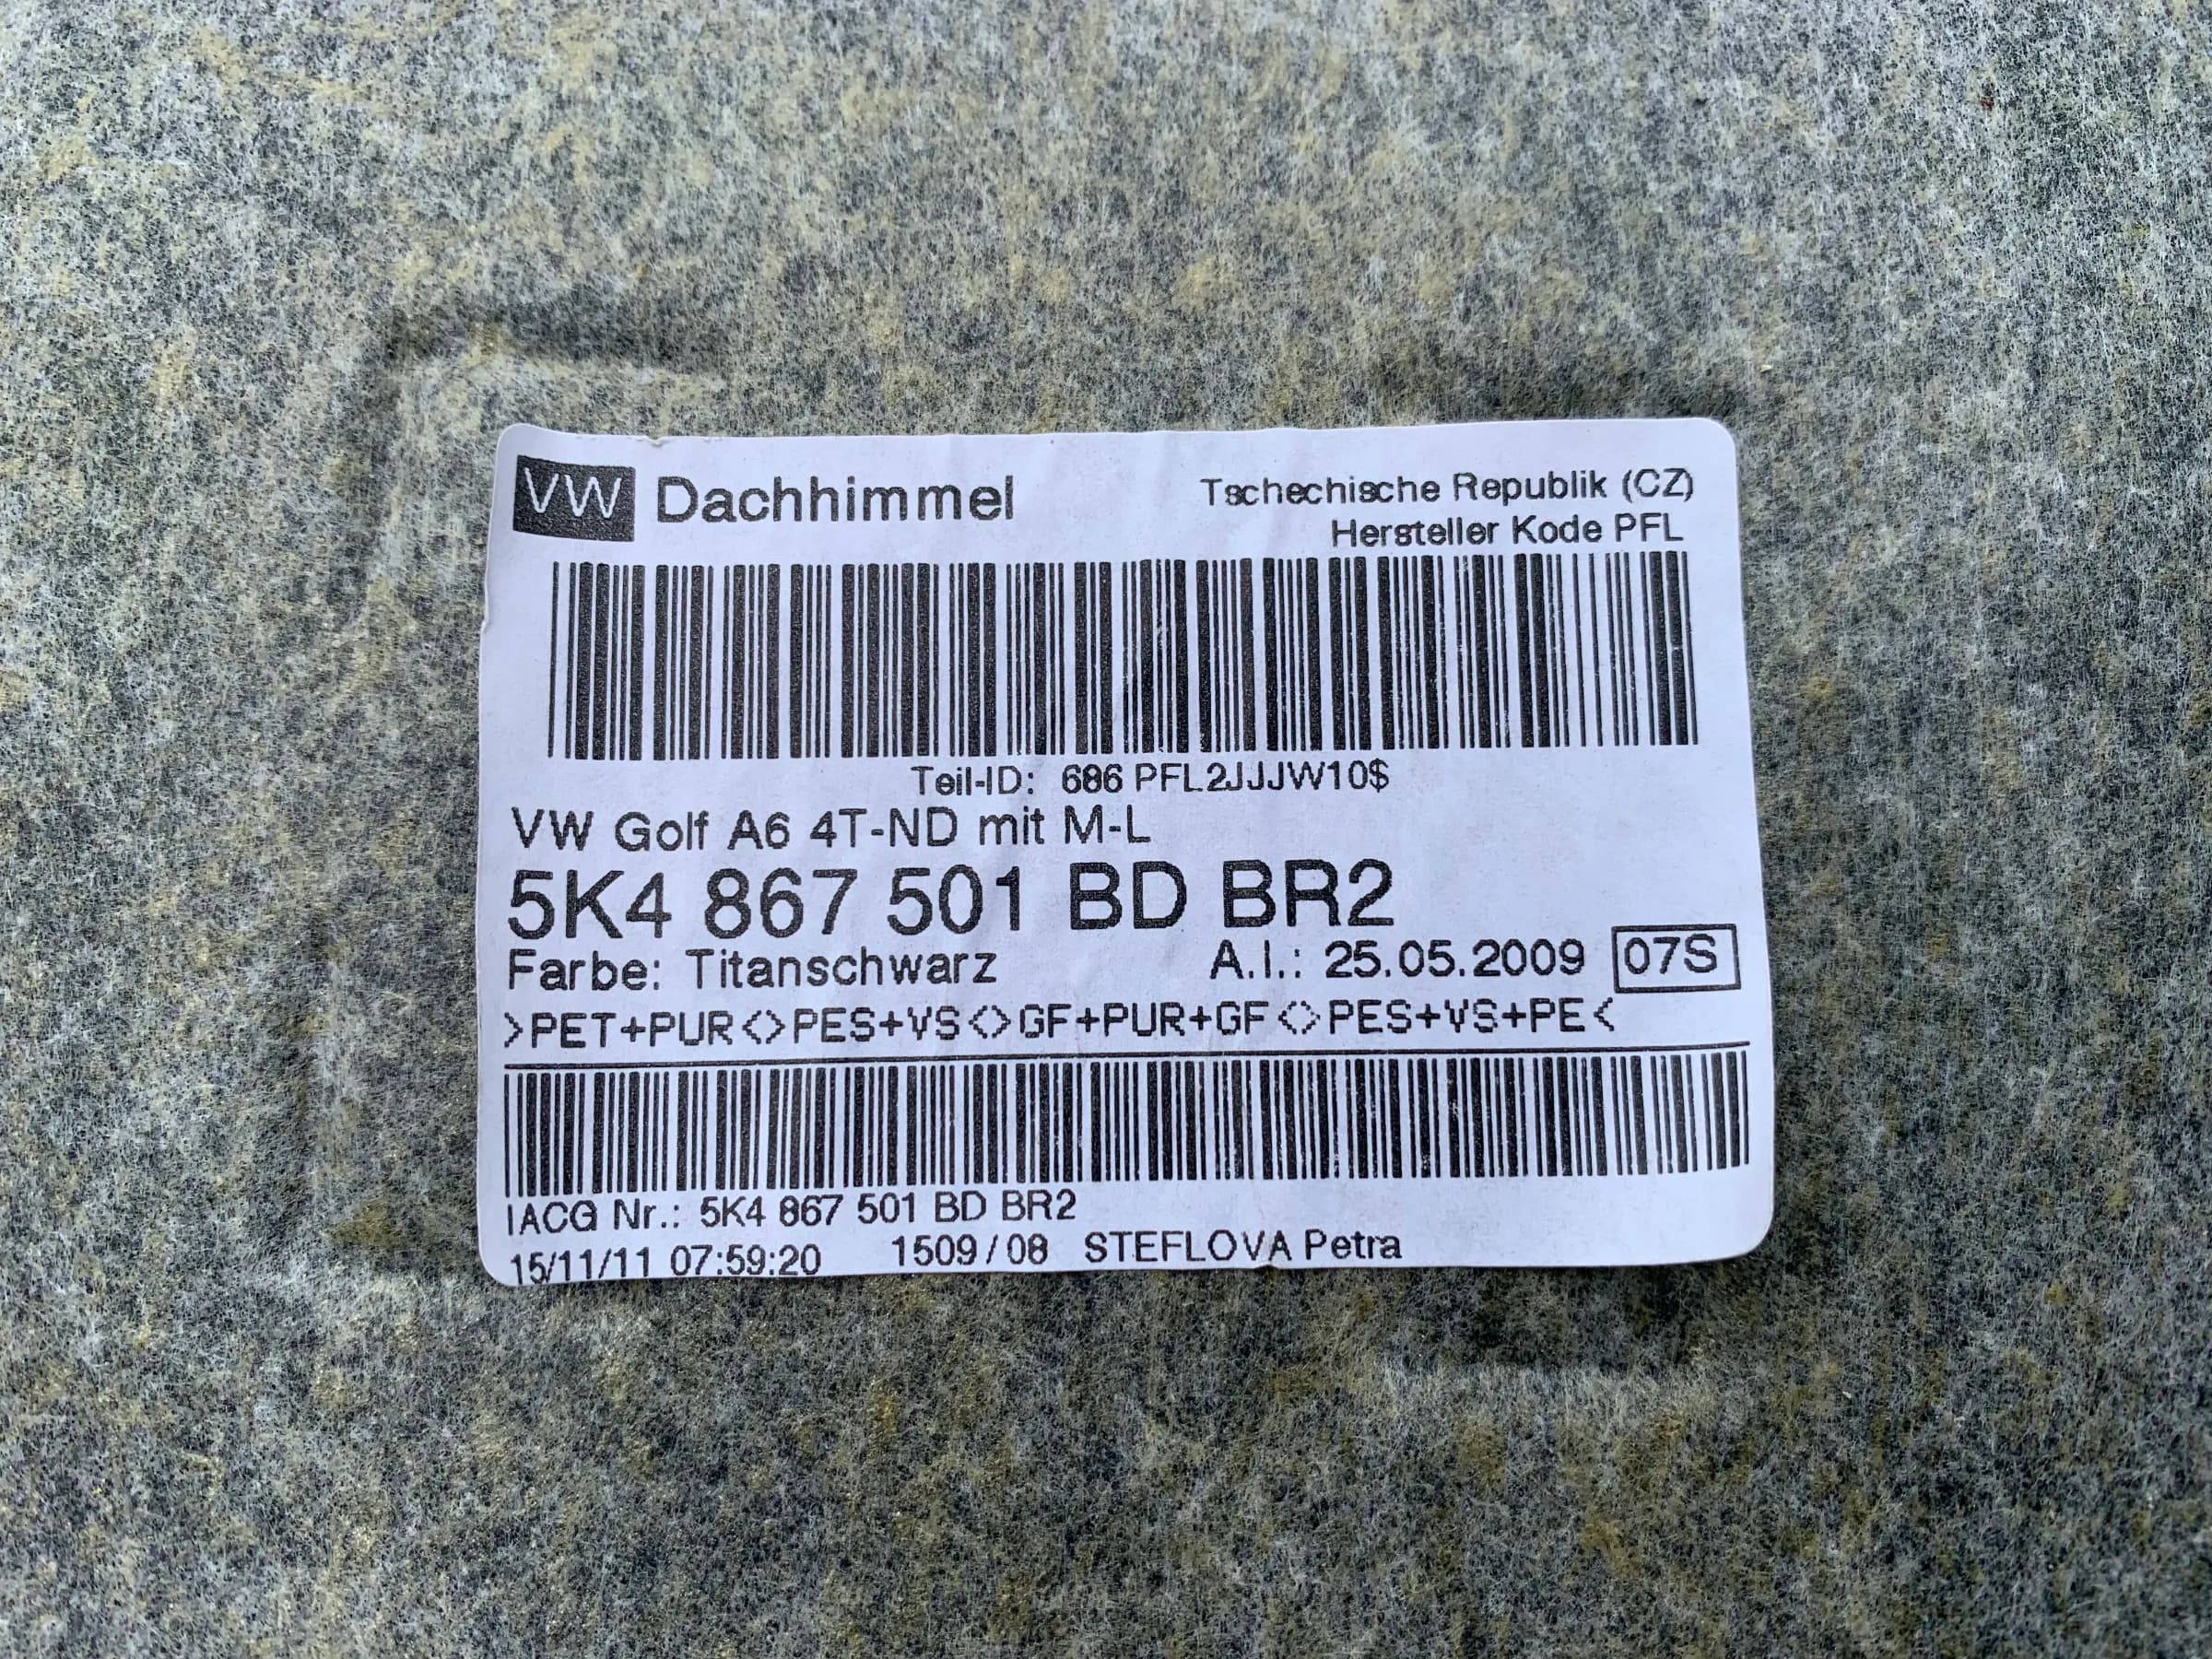 VW Dachhimmel
Tschechische Republik (CZ)
Hersteller Kode PFL
Teil-ID: 686 PFL2JJJW10$
VW Golf A6 4T-ND mit M-L
5K4 867 501 BD BR2
Farbe: Titanschwarz A.I.: 25.05.2009 07S
>PET+PUR<>PES+VS<>GF+PUR+GF<>PES+VS+PE<
IACG Nr.: 5K4 867 501 BD BR2
15/11/11 07:59:20 1509/08 STEFLOVA Petra